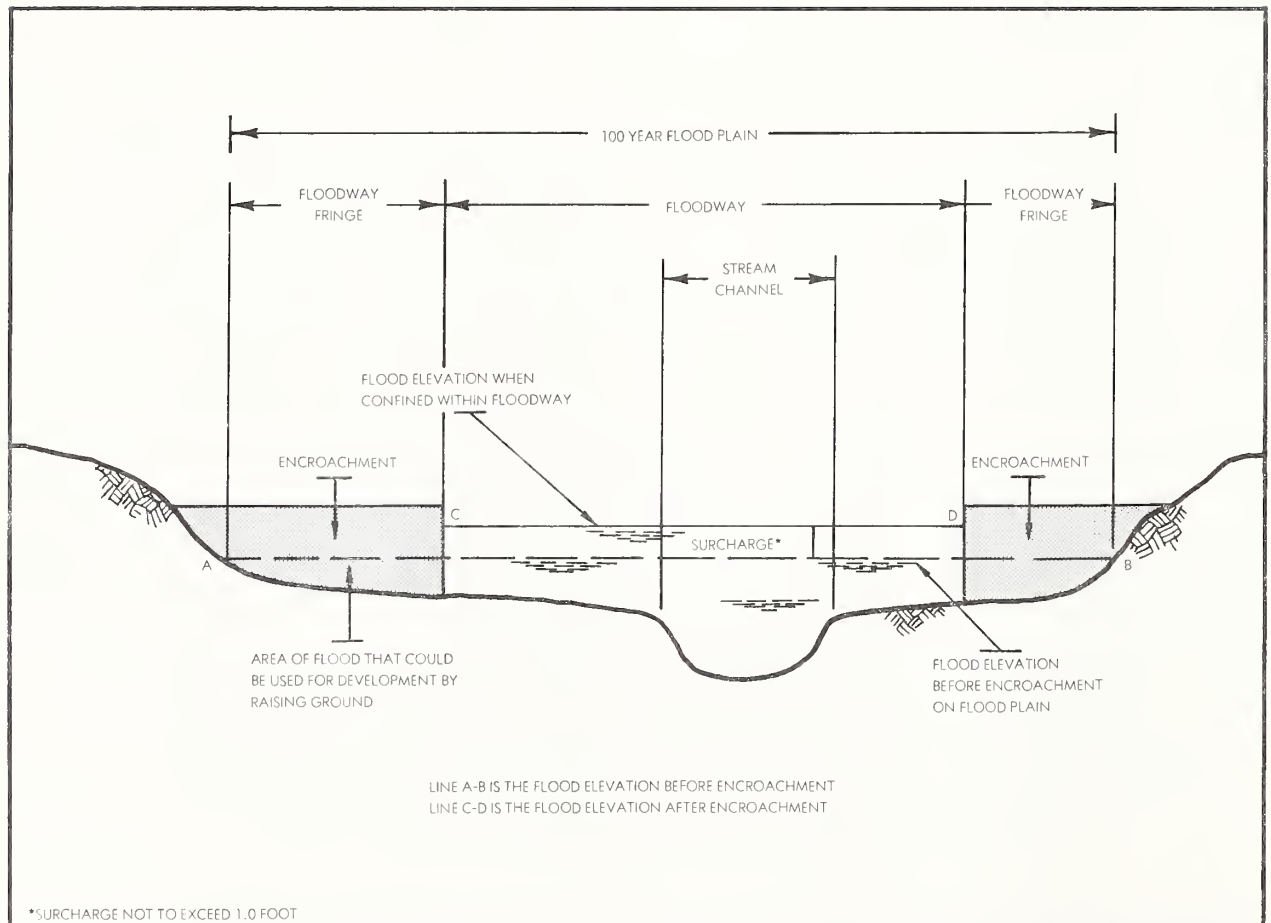 100 YEAR FLOOD PLAIN
FLOODWAY
FRINGE
FLOODWAY
FLOODWAY
FRINGE
STREAM
CHANNEL
FLOOD ELEVATION WHEN
CONFINED WITHIN FLOODWAY
ENCROACHMENT
ENCROACHMENT
C
D
SURCHARGE*
A
B
AREA OF FLOOD THAT COULD
BE USED FOR DEVELOPMENT BY
RAISING GROUND
FLOOD ELEVATION
BEFORE ENCROACHMENT
ON FLOOD PLAIN
LINE A-B IS THE FLOOD ELEVATION BEFORE ENCROACHMENT
LINE C-D IS THE FLOOD ELEVATION AFTER ENCROACHMENT
*SURCHARGE NOT TO EXCEED 1.0 FOOT